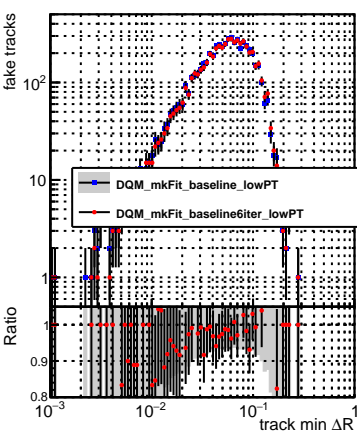 fake tracks
10²
10
1
DQM_mkFit_baseline_lowPT
DQM_mkFit_baseline6iter_lowPT
Ratio
1
0.9
0.8
10⁻³ 10⁻² 10⁻¹ 1
track min ΔR